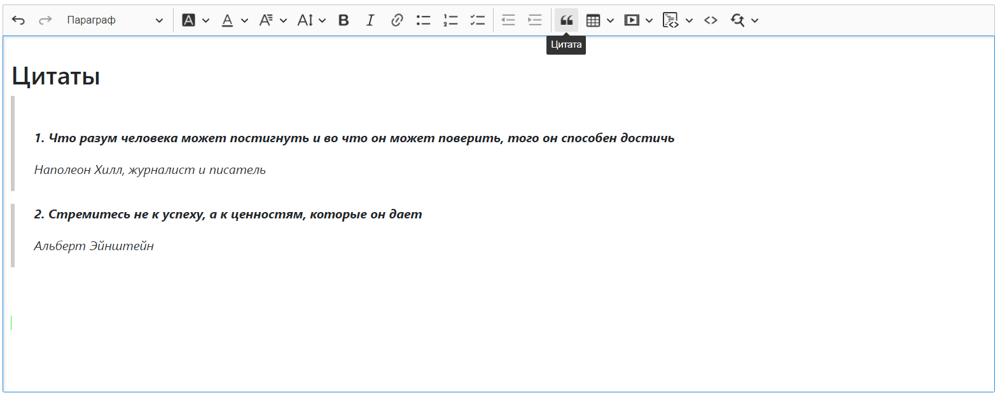 Параграф
Цитата
Цитаты
1. Что разум человека может постигнуть и во что он может поверить, того он способен достичь
Наполеон Хилл, журналист и писатель
2. Стремитесь не к успеху, а к ценностям, которые он дает
Альберт Эйнштейн